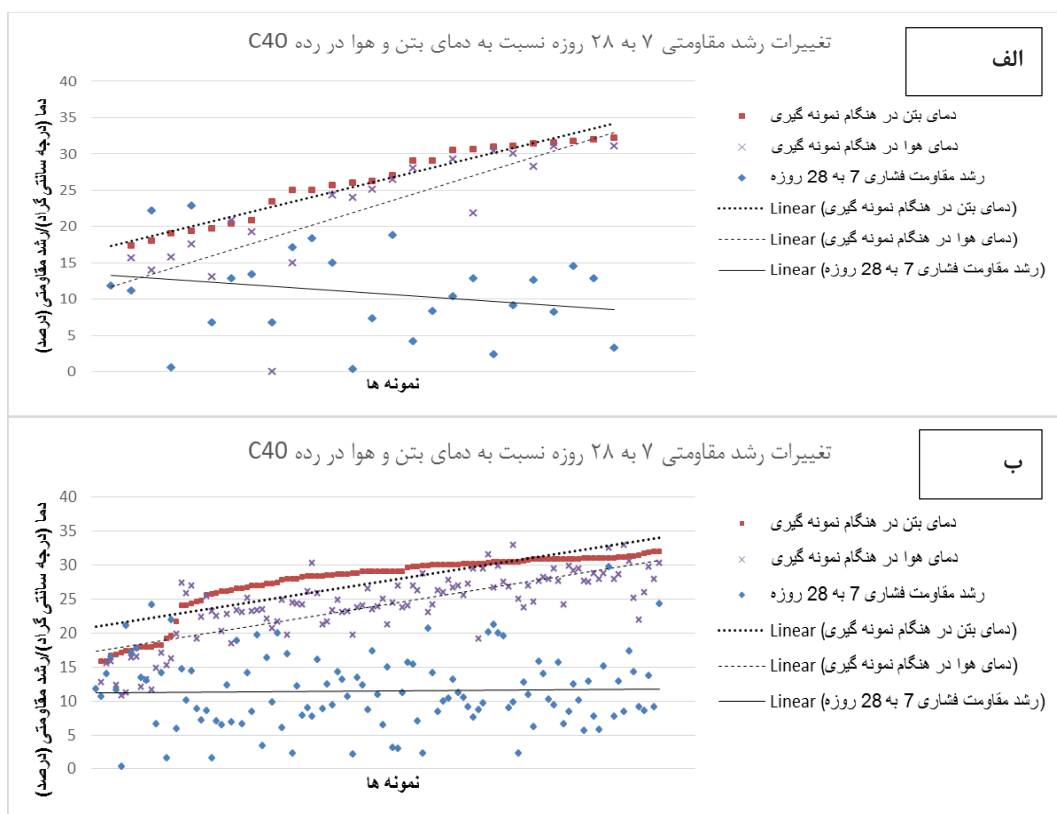 تغییرات رشد مقاومتی ۷ به ۲۸ روزه نسبت به دمای بتن و هوا در رده C40
الف
دما (درجه سانتی گراد)/رشد مقاومتی (درصد)
40
35
30
25
20
15
10
5
0
نمونه ها
دمای بتن در هنگام نمونه گیری
دمای هوا در هنگام نمونه گیری
رشد مقاومت فشاری 7 به 28 روزه
Linear (دمای بتن در هنگام نمونه گیری)
Linear (دمای هوا در هنگام نمونه گیری)
Linear (رشد مقاومت فشاری 7 به 28 روزه)
تغییرات رشد مقاومتی ۷ به ۲۸ روزه نسبت به دمای بتن و هوا در رده C40
ب
دما (درجه سانتی گراد)/رشد مقاومتی (درصد)
40
35
30
25
20
15
10
5
0
نمونه ها
دمای بتن در هنگام نمونه گیری
دمای هوا در هنگام نمونه گیری
رشد مقاومت فشاری 7 به 28 روزه
Linear (دمای بتن در هنگام نمونه گیری)
Linear (دمای هوا در هنگام نمونه گیری)
Linear (رشد مقاومت فشاری 7 به 28 روزه)